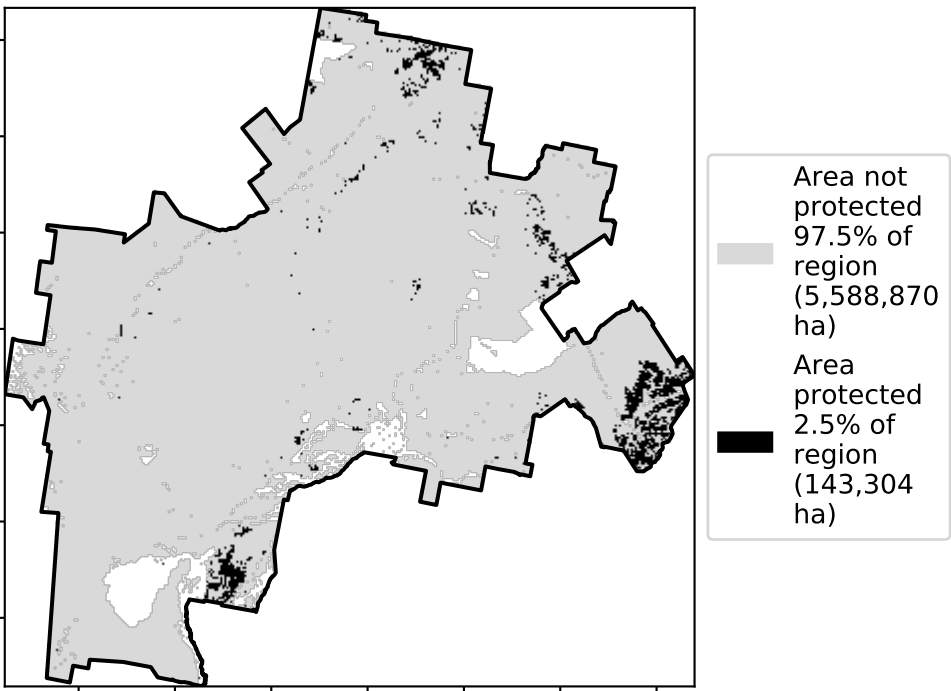 Area not
protected
97.5% of
region
(5,588,870
ha)
Area
protected
2.5% of
region
(143,304
ha)